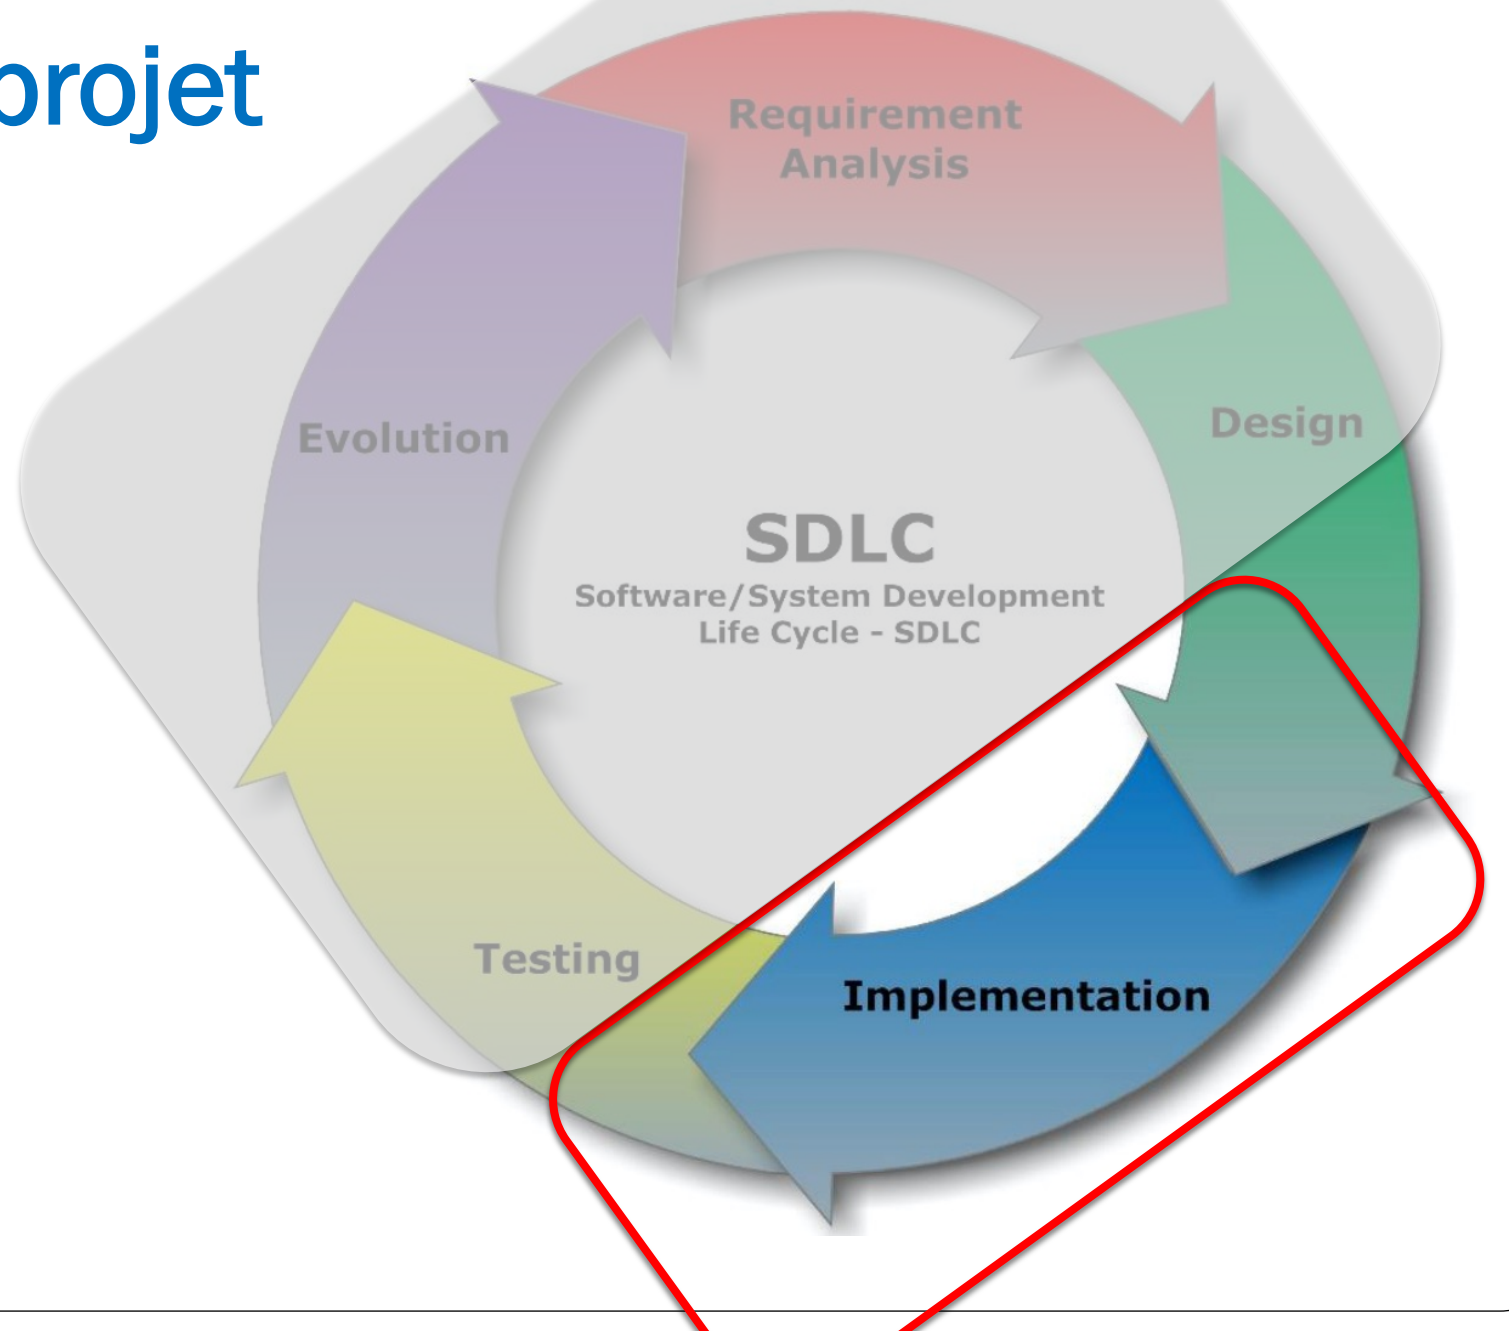 projet
Requirement
Analysis
Design
Evolution
SDLC
Software/System Development
Life Cycle - SDLC
Testing
Implementation